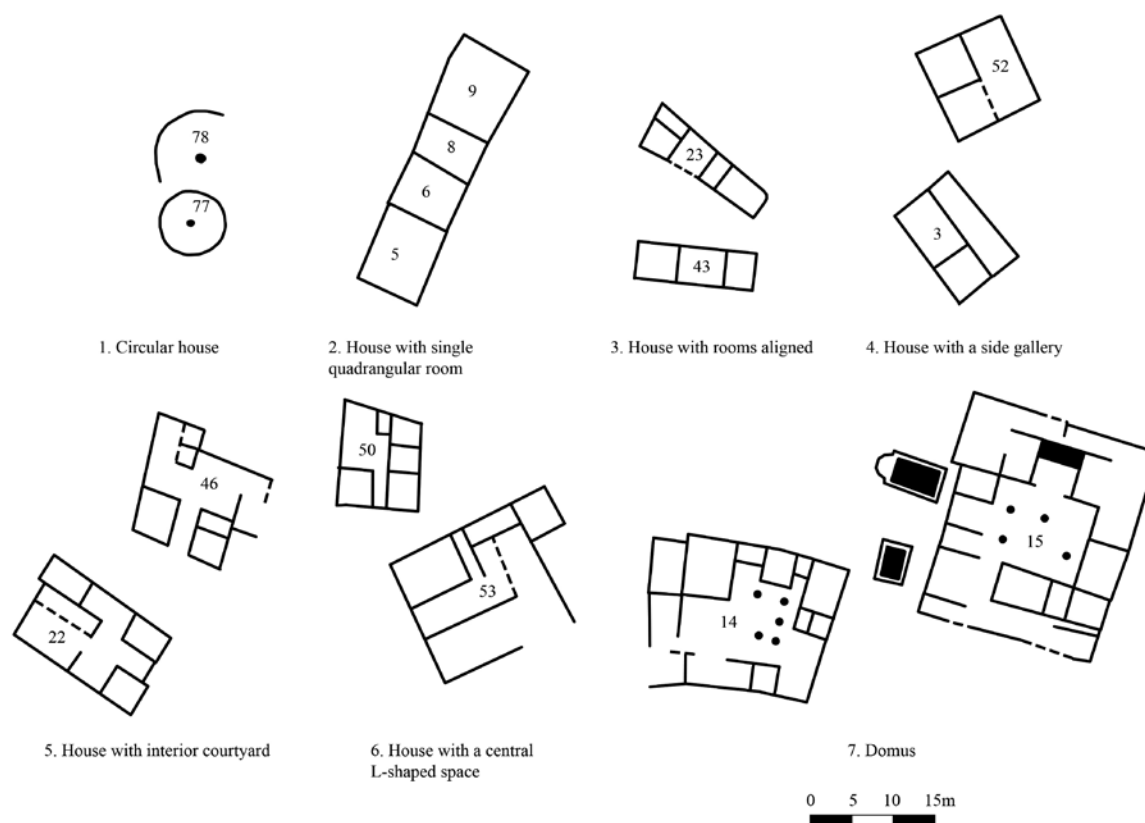 78
77
1. Circular house
9
8
6
5
2. House with single
quadrangular room
23
43
3. House with rooms aligned
52
3
4. House with a side gallery
46
22
5. House with interior courtyard
50
53
6. House with a central
L-shaped space
14
15
7. Domus
0 5 10 15m